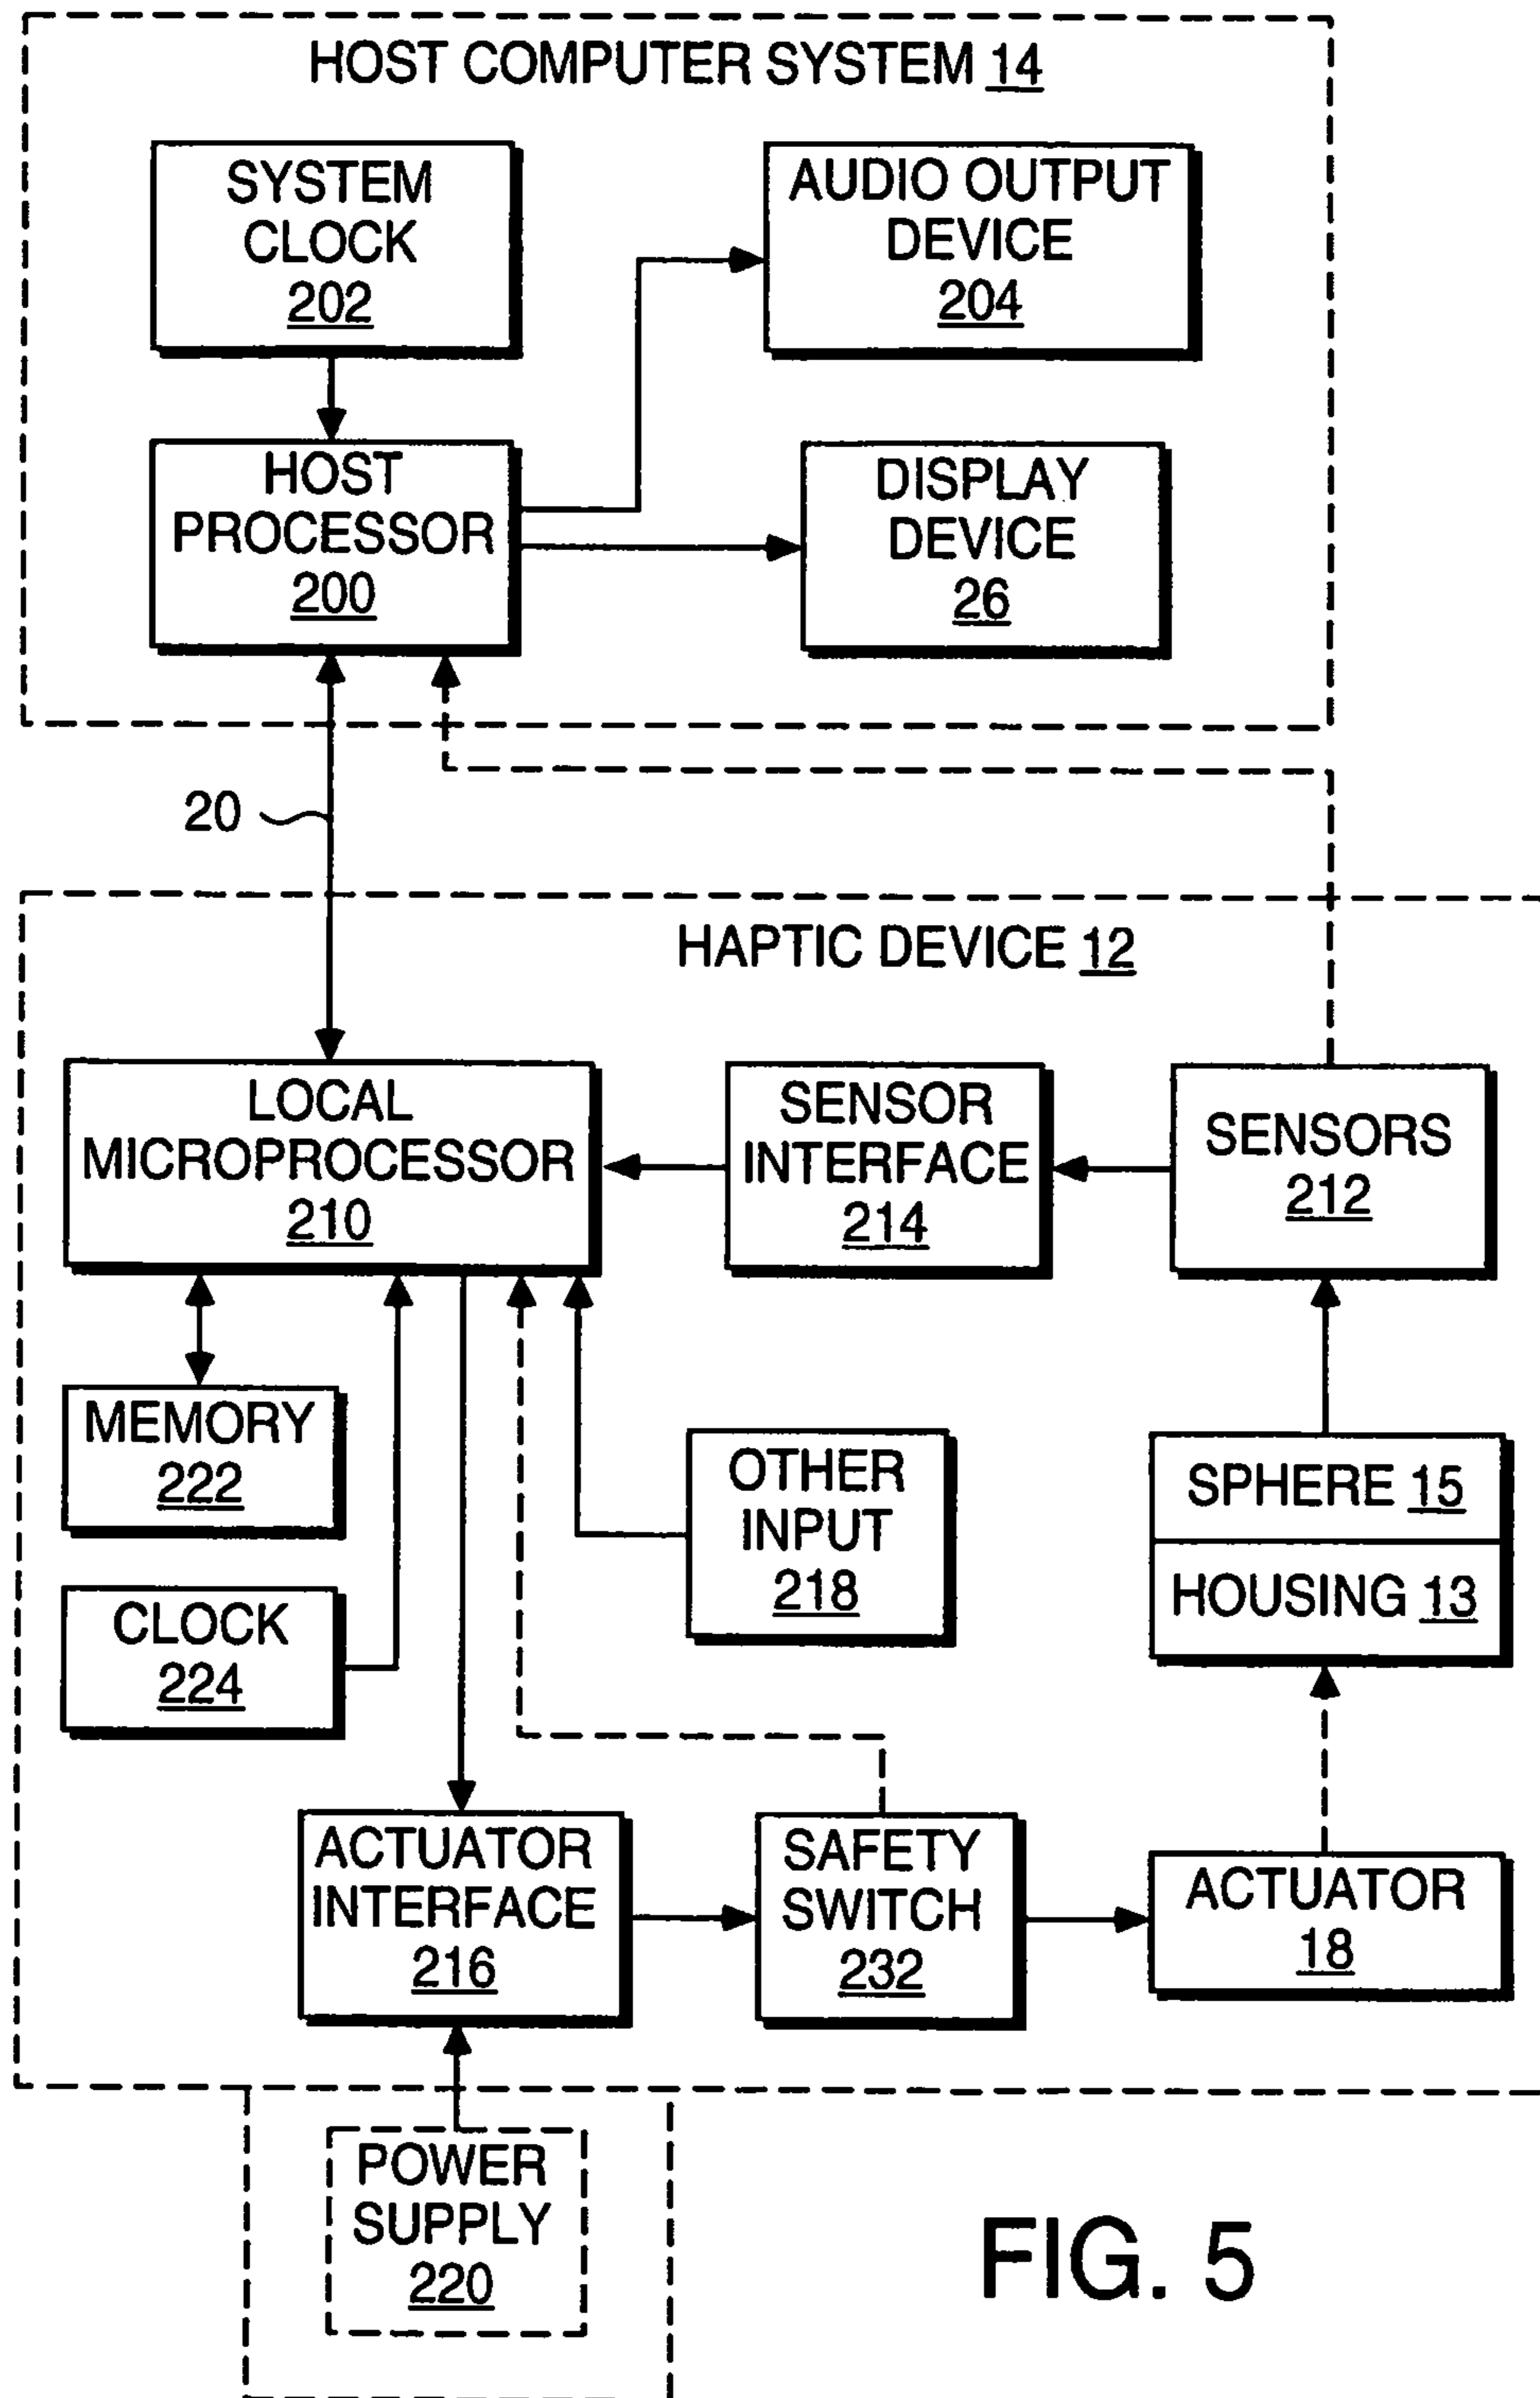 HOST COMPUTER SYSTEM 14
SYSTEM
CLOCK
202
AUDIO OUTPUT
DEVICE
204
HOST
PROCESSOR
200
DISPLAY
DEVICE
26
20
HAPTIC DEVICE 12
LOCAL
MICROPROCESSOR
210
SENSOR
INTERFACE
214
SENSORS
212
MEMORY
222
OTHER
INPUT
218
SPHERE 15
HOUSING 13
CLOCK
224
ACTUATOR
INTERFACE
216
SAFETY
SWITCH
232
ACTUATOR
18
POWER
SUPPLY
220
FIG. 5